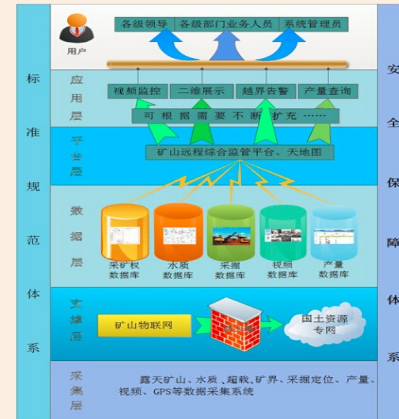 各级领导 各级部门业务人员 系统管理员
用户
标准规范体系
安全保障体系
应用层
视频监控 二维展示 越界告警 产量查询
可根据需要不断扩充……
平台层
矿山远程综合监管平台、天地图
数据层
采矿权数据库
水质数据库
采掘数据库
视频数据库
产量数据库
支撑层
矿山物联网
国土资源专网
采集层
露天矿山、水质、超载、矿界、采掘定位、产量、
视频、GPS等数据采集系统